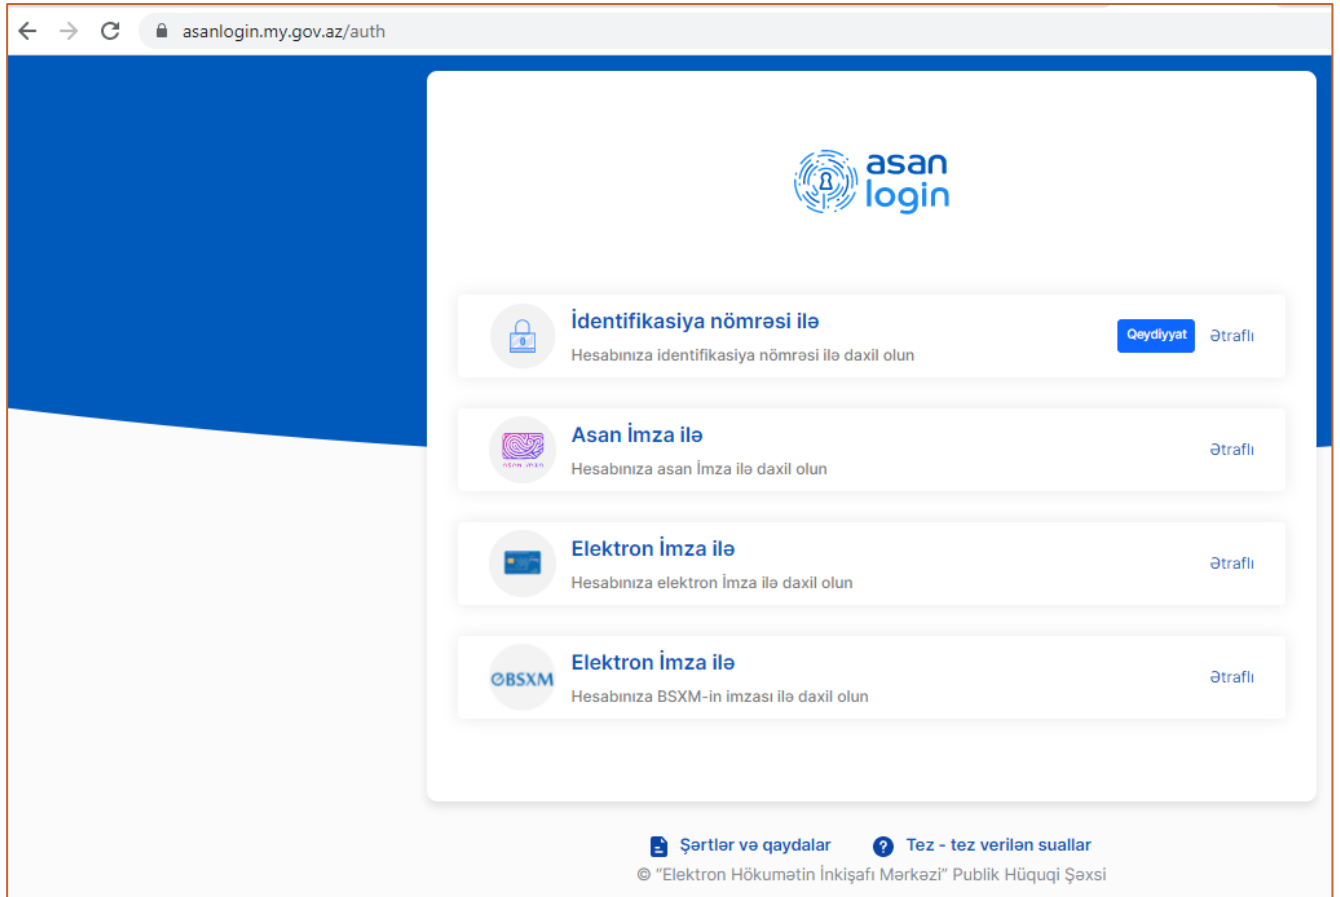 asanlogin.my.gov.az/auth
asan
login
İdentifikasiya nömrəsi ilə
Hesabınıza identifikasiya nömrəsi ilə daxil olun
Qeydiyyat
Ətraflı
asan imza
Asan İmza ilə
Hesabınıza asan İmza ilə daxil olun
Ətraflı
Elektron İmza ilə
Hesabınıza elektron İmza ilə daxil olun
Ətraflı
BSXM
Elektron İmza ilə
Hesabınıza BSXM-in imzası ilə daxil olun
Ətraflı
Şərtlər və qaydalar
Tez - tez verilən suallar
© “Elektron Hökumətin İnkişafı Mərkəzi” Publik Hüquqi Şəxsi